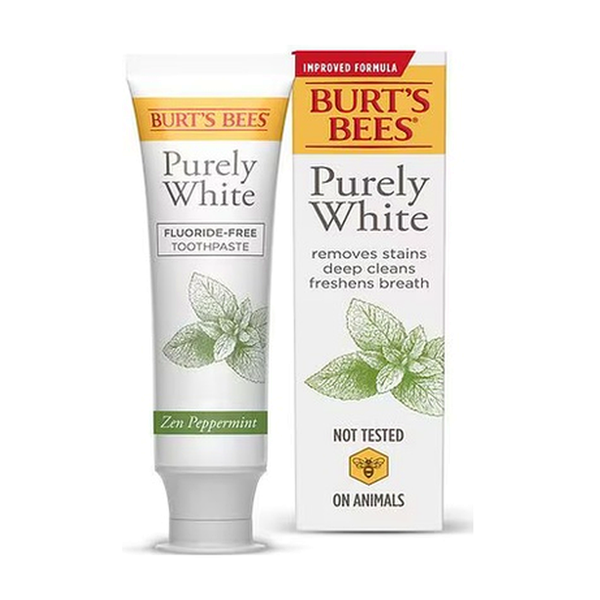 BURT'S BEES®
Purely
White
FLUORIDE-FREE
TOOTHPASTE
Zen Peppermint
IMPROVED FORMULA
BURT'S
BEES®
Purely
White
removes stains
deep cleans
freshens breath
NOT TESTED
ON ANIMALS